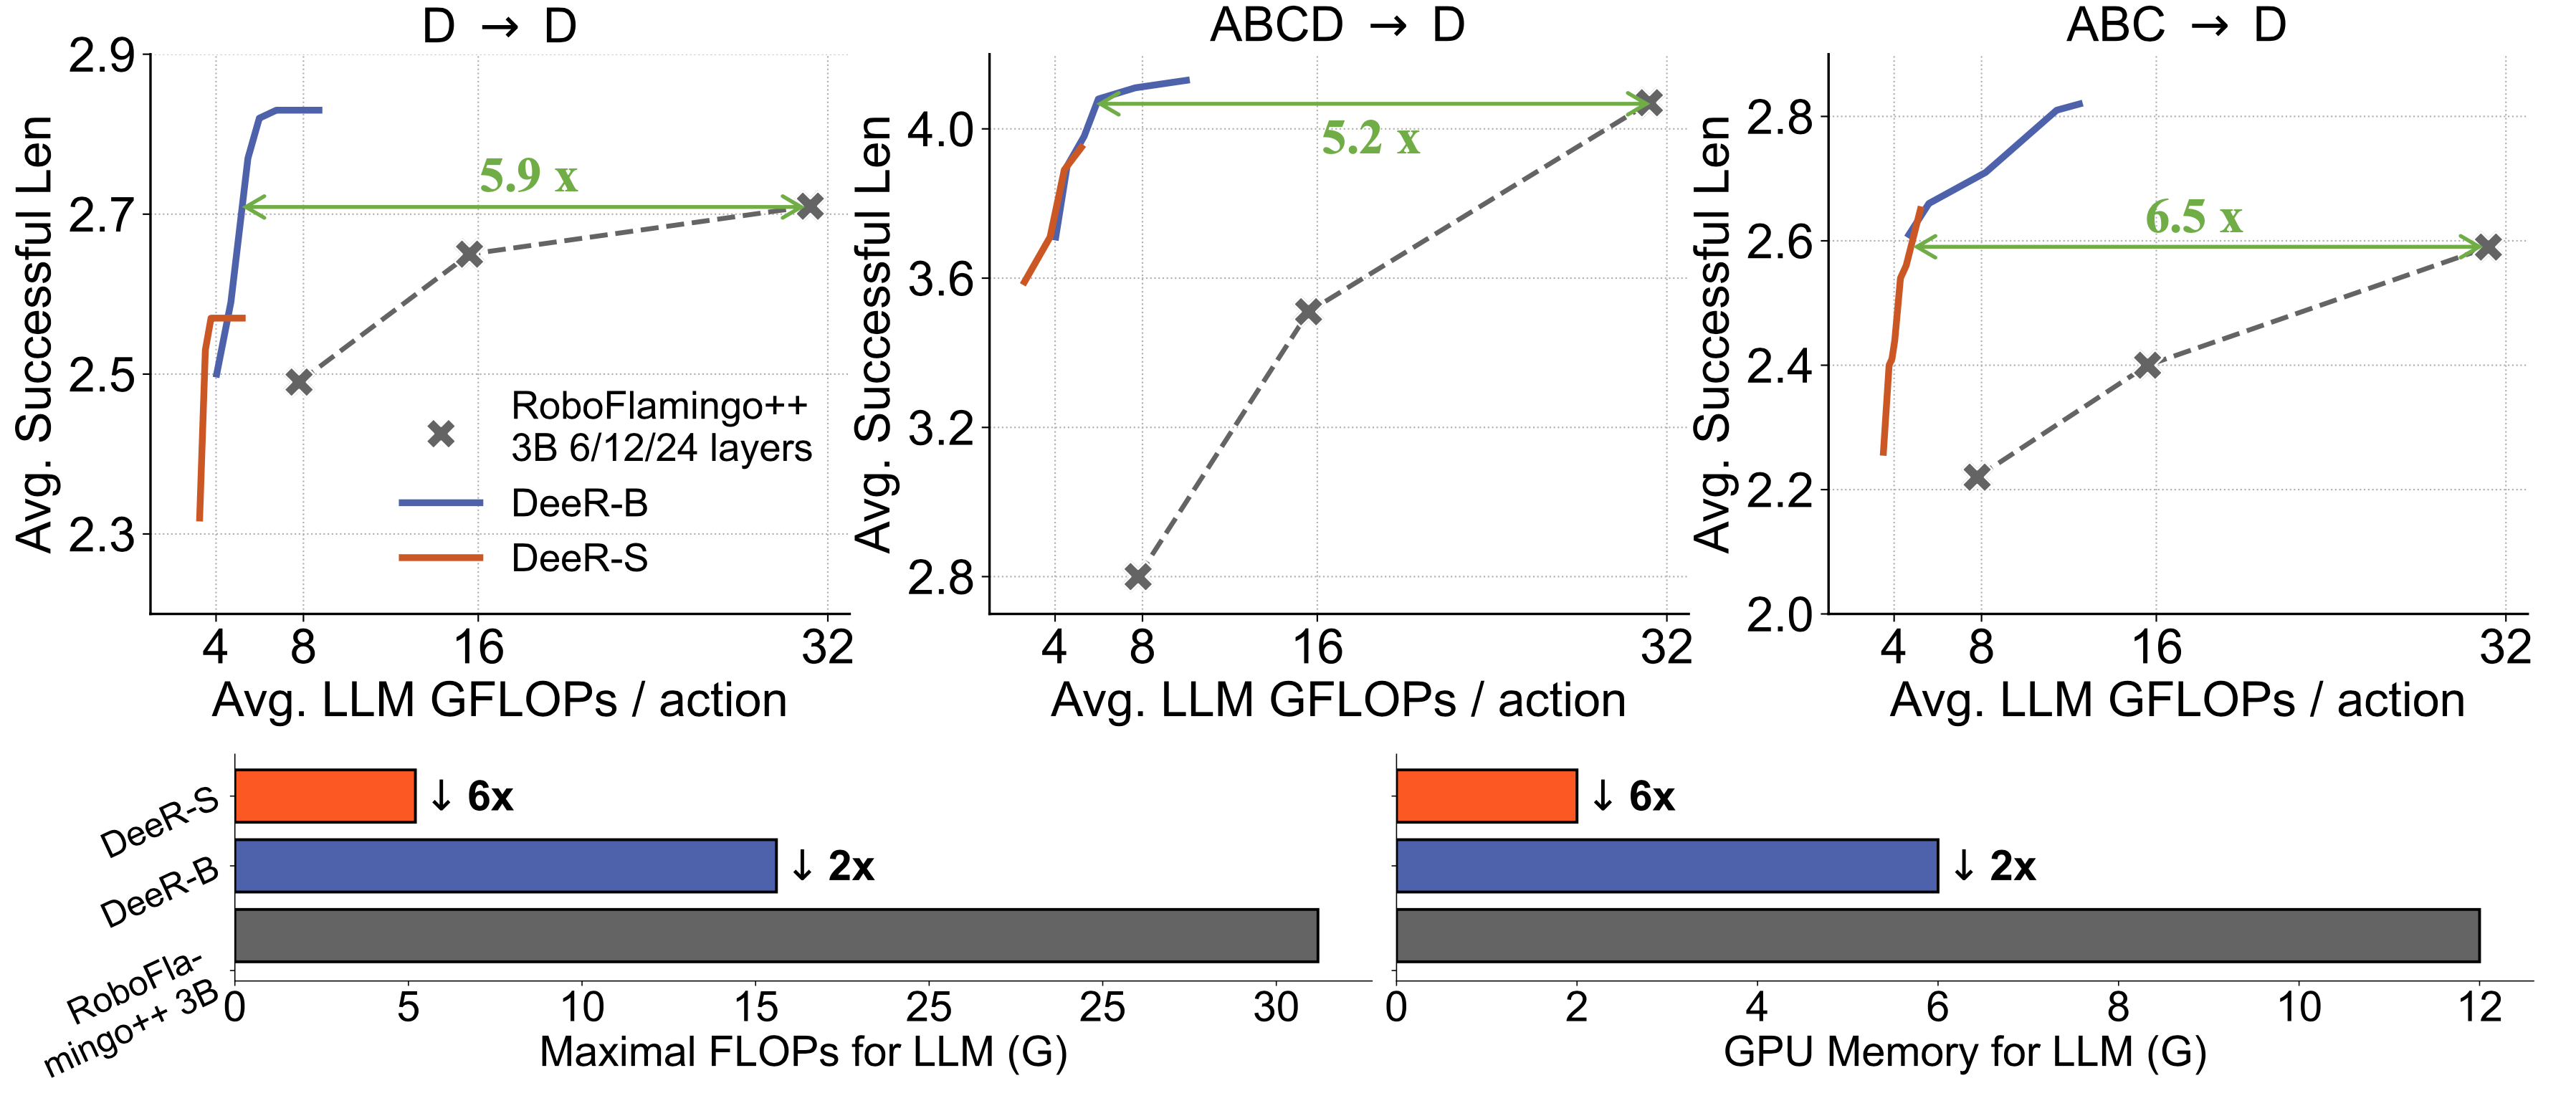 D → D
ABCD → D
ABC → D
Avg. Successful Len
2.9
2.7
2.5
2.3
5.9 x
RoboFlamingo++
3B 6/12/24 layers
DeeR-B
DeeR-S
4 8 16 32
Avg. LLM GFLOPs / action
Avg. Successful Len
4.0
3.6
3.2
2.8
5.2 x
4 8 16 32
Avg. LLM GFLOPs / action
Avg. Successful Len
2.8
2.6
2.4
2.2
2.0
6.5 x
4 8 16 32
Avg. LLM GFLOPs / action
DeeR-S
↓ 6x
DeeR-B
↓ 2x
RoboFla-
mingo++ 3B
0 5 10 15 25 25 30
Maximal FLOPs for LLM (G)
↓ 6x
↓ 2x
0 2 4 6 8 10 12
GPU Memory for LLM (G)